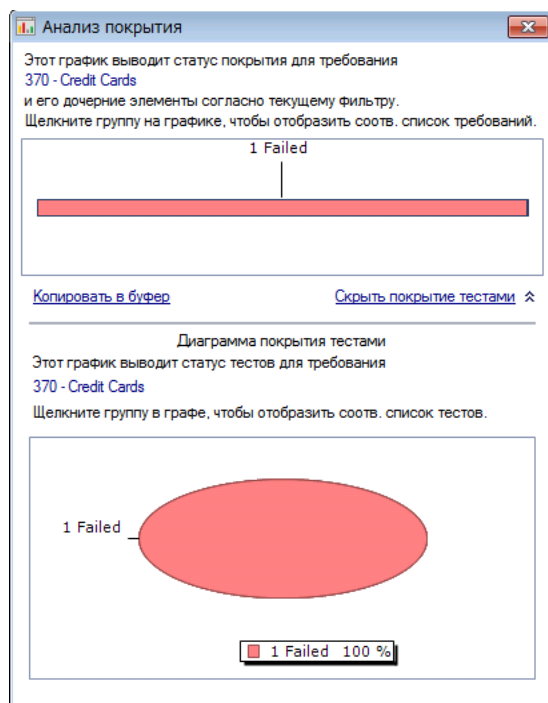 Анализ покрытия
Этот график выводит статус покрытия для требования
370 - Credit Cards
и его дочерние элементы согласно текущему фильтру.
Щелкните группу на графике, чтобы отобразить соотв. список требований.
1 Failed
Копировать в буфер
Скрыть покрытие тестами
Диаграмма покрытия тестами
Этот график выводит статус тестов для требования
370 - Credit Cards
Щелкните группу в графе, чтобы отобразить соотв. список тестов.
1 Failed
1 Failed 100 %